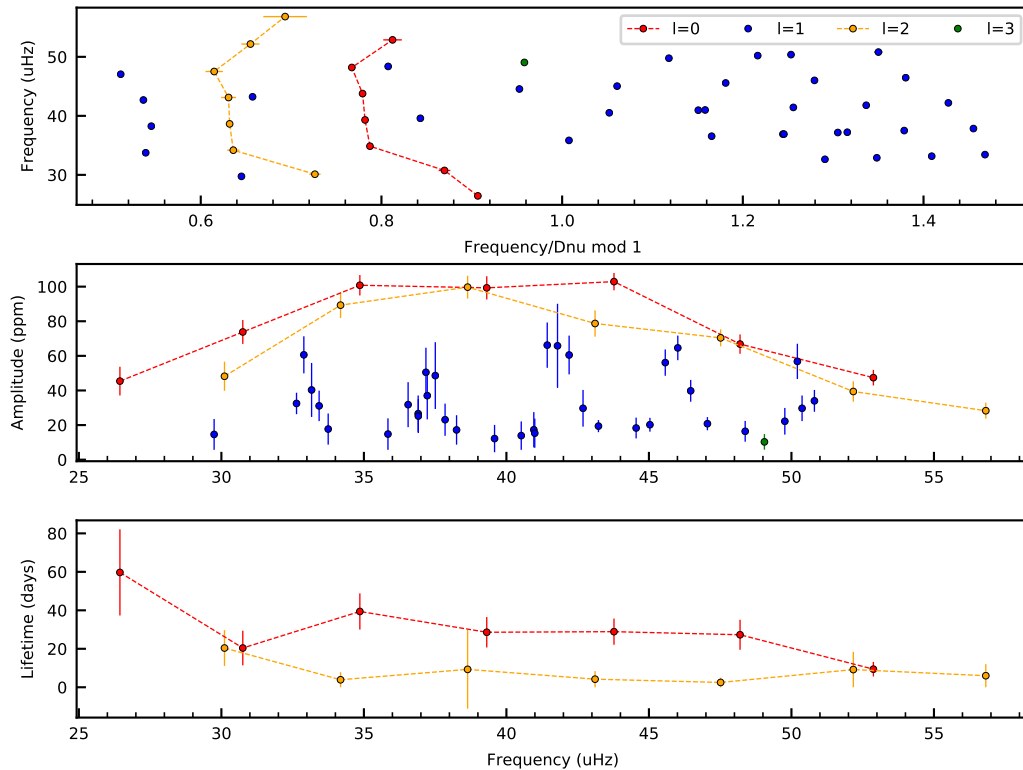 l=0 l=1 l=2 l=3
Frequency (uHz)
50
40
30
0.6 0.8 1.0 1.2 1.4
Frequency/Dnu mod 1
Amplitude (ppm)
100
80
60
40
20
0
25 30 35 40 45 50 55
Lifetime (days)
80
60
40
20
0
25 30 35 40 45 50 55
Frequency (uHz)